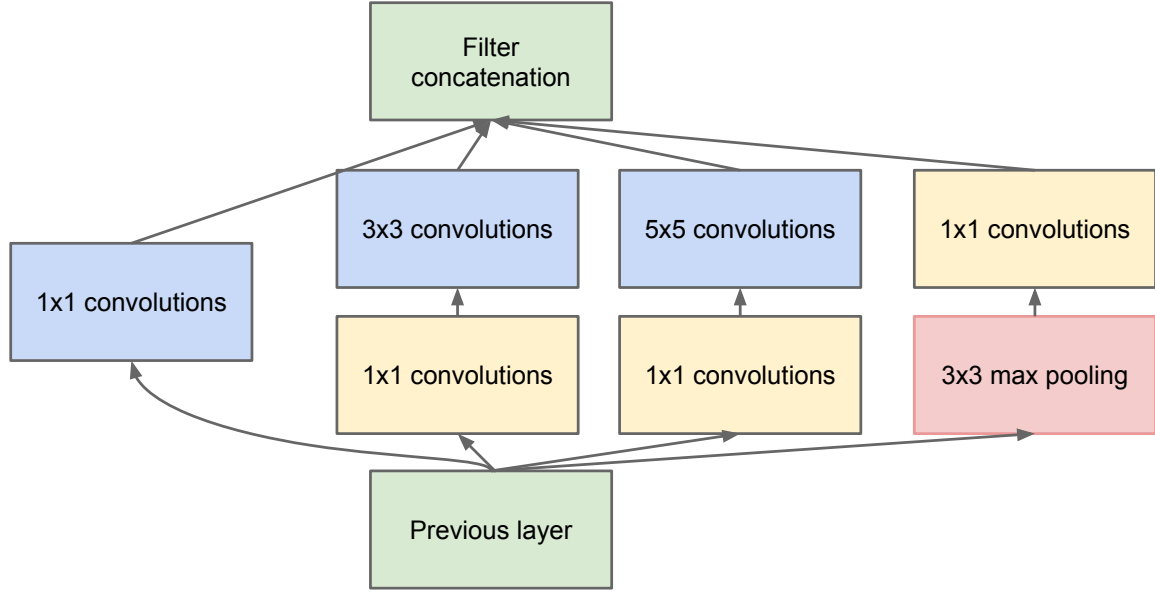 Filter
concatenation
3x3 convolutions
5x5 convolutions
1x1 convolutions
1x1 convolutions
1x1 convolutions
1x1 convolutions
3x3 max pooling
Previous layer